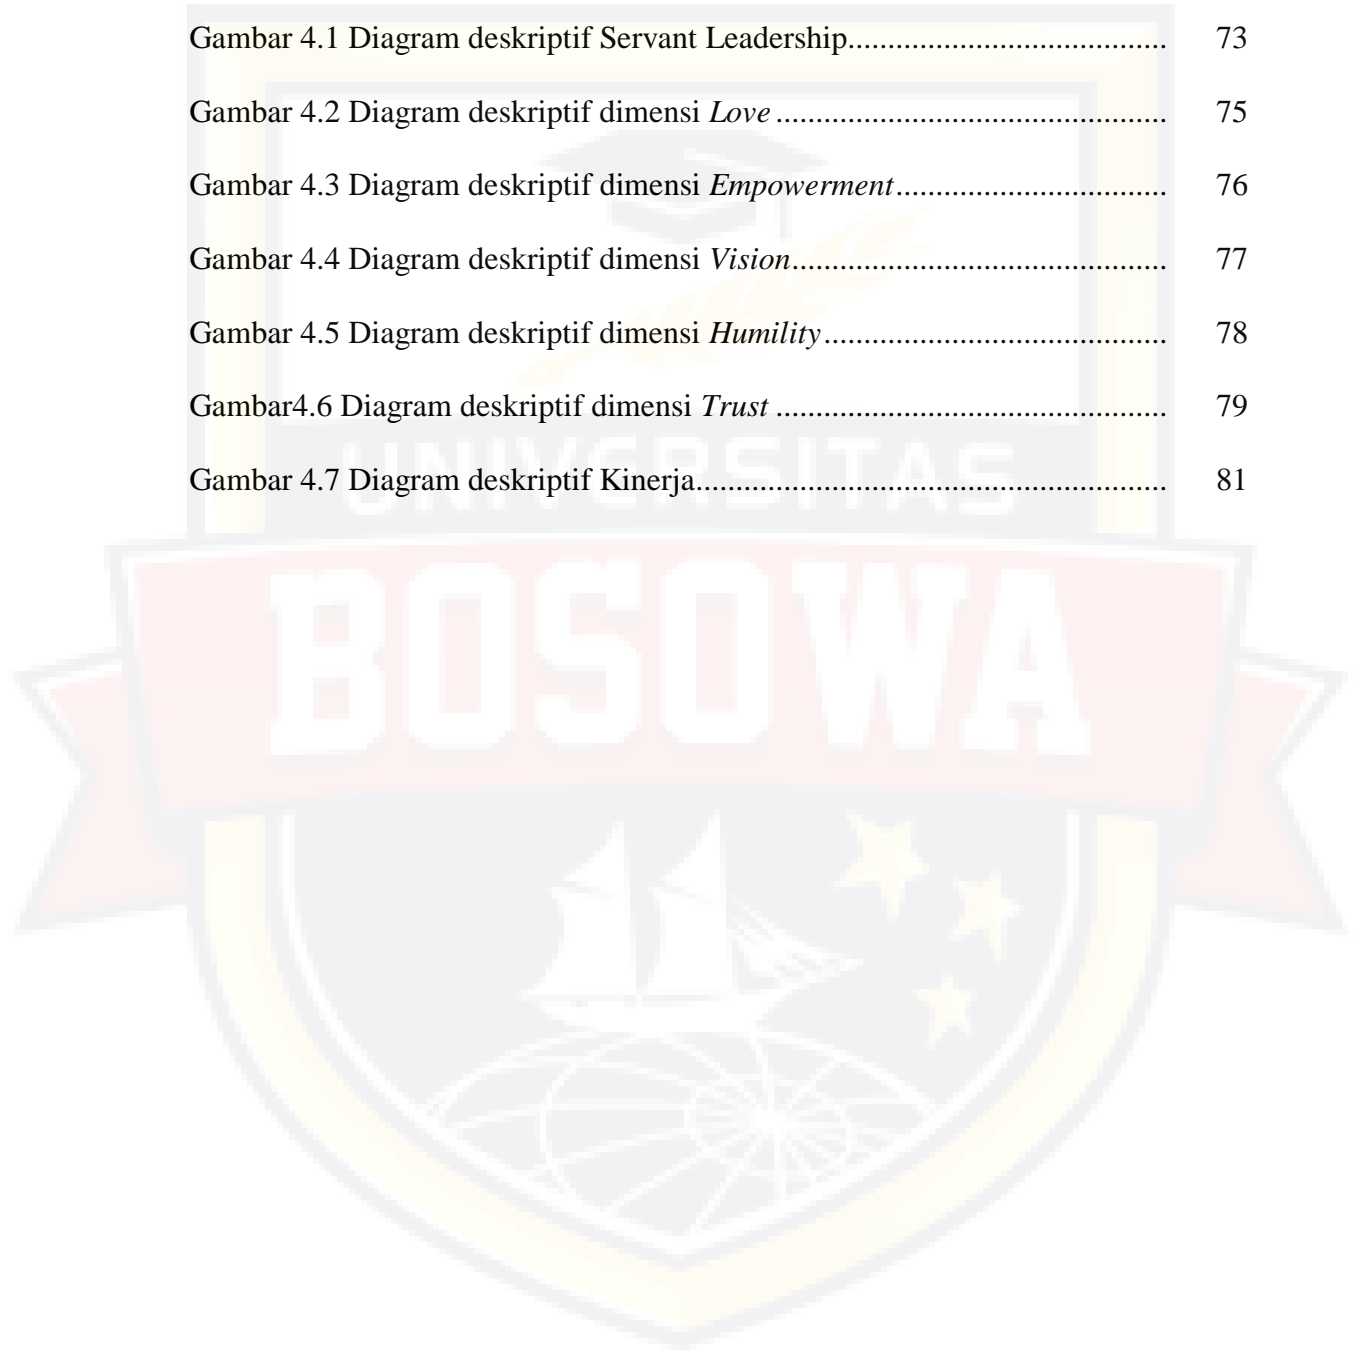 Gambar 4.1 Diagram deskriptif Servant Leadership........................................ 73
Gambar 4.2 Diagram deskriptif dimensi Love ................................................. 75
Gambar 4.3 Diagram deskriptif dimensi Empowerment.................................. 76
Gambar 4.4 Diagram deskriptif dimensi Vision............................................... 77
Gambar 4.5 Diagram deskriptif dimensi Humility........................................... 78
Gambar4.6 Diagram deskriptif dimensi Trust ................................................. 79
Gambar 4.7 Diagram deskriptif Kinerja........................................................... 81
UNIVERSITAS
BOSOWA